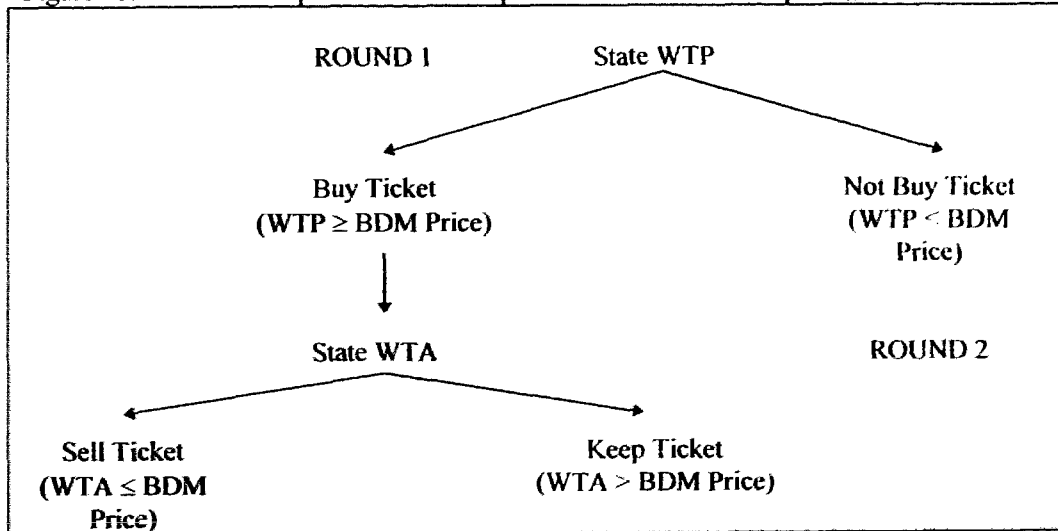 ROUND 1
State WTP
Buy Ticket
(WTP ≥ BDM Price)
Not Buy Ticket
(WTP < BDM
Price)
State WTA
ROUND 2
Sell Ticket
(WTA ≤ BDM
Price)
Keep Ticket
(WTA > BDM Price)